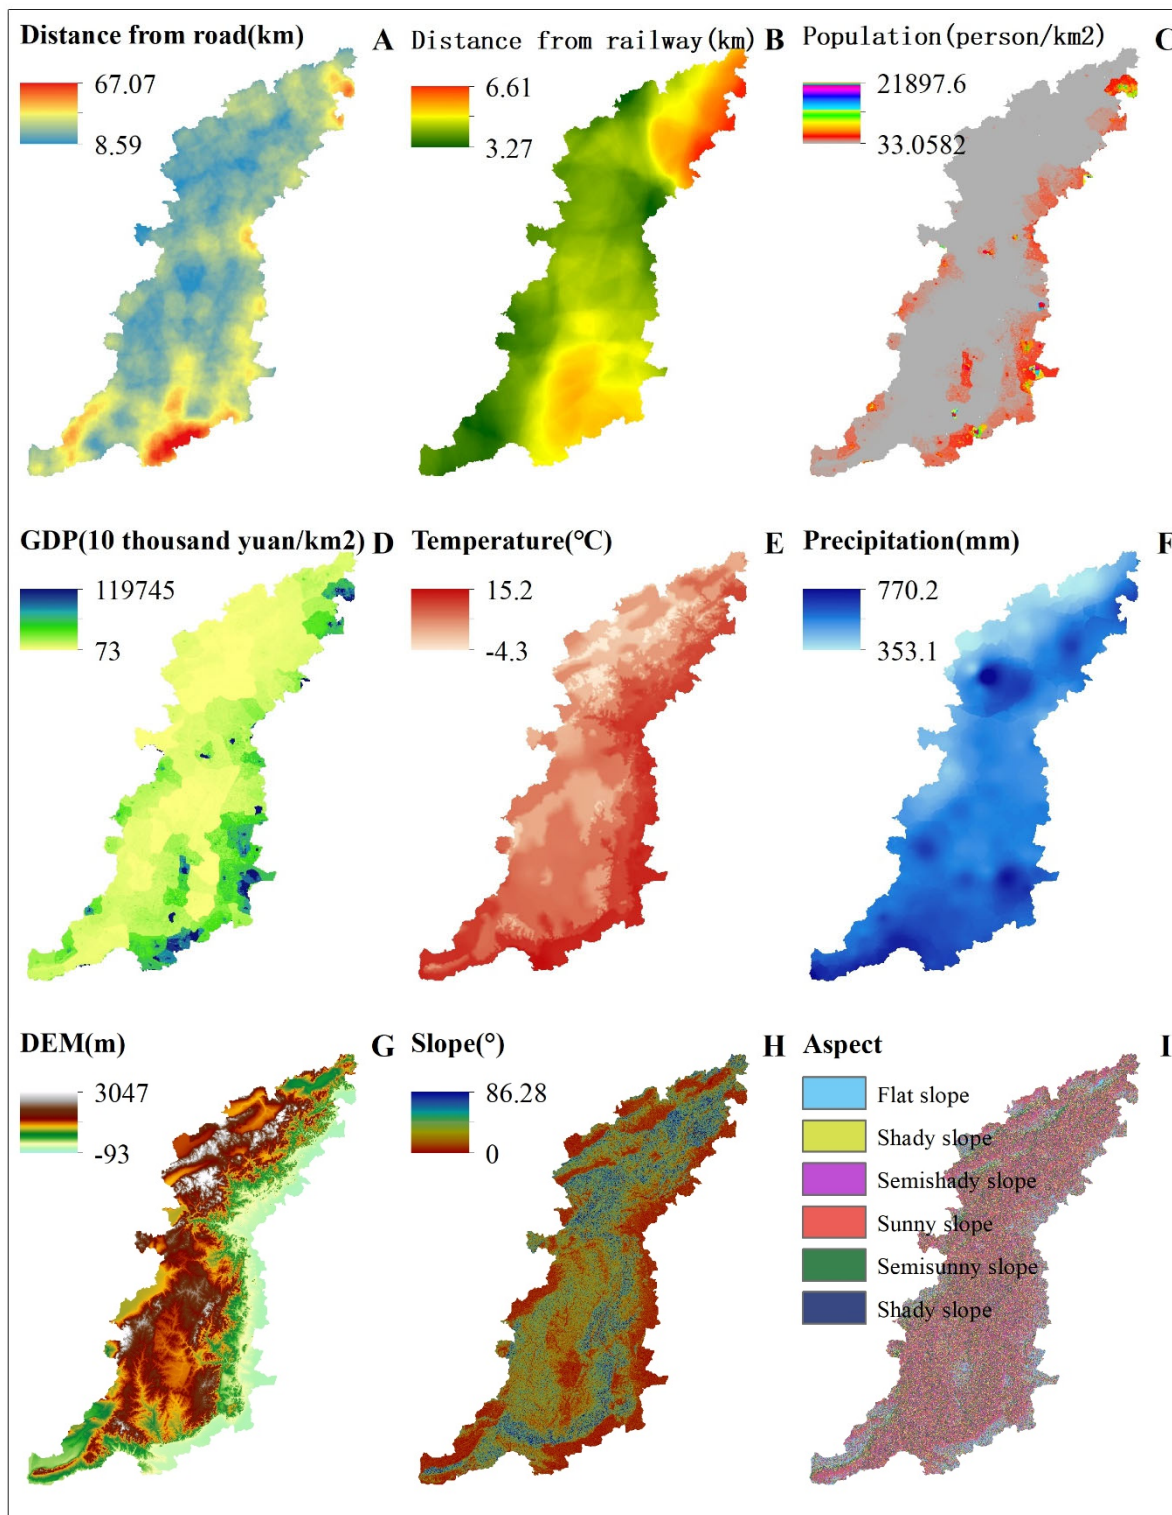 Distance from road(km) A
67.07
8.59
Distance from railway(km) B
6.61
3.27
Population(person/km2) C
21897.6
33.0582
GDP(10 thousand yuan/km2) D
119745
73
Temperature(°C) E
15.2
-4.3
Precipitation(mm) F
770.2
353.1
DEM(m) G
3047
-93
Slope(°) H
86.28
0
Aspect I
Flat slope
Shady slope
Semishady slope
Sunny slope
Semisunny slope
Shady slope